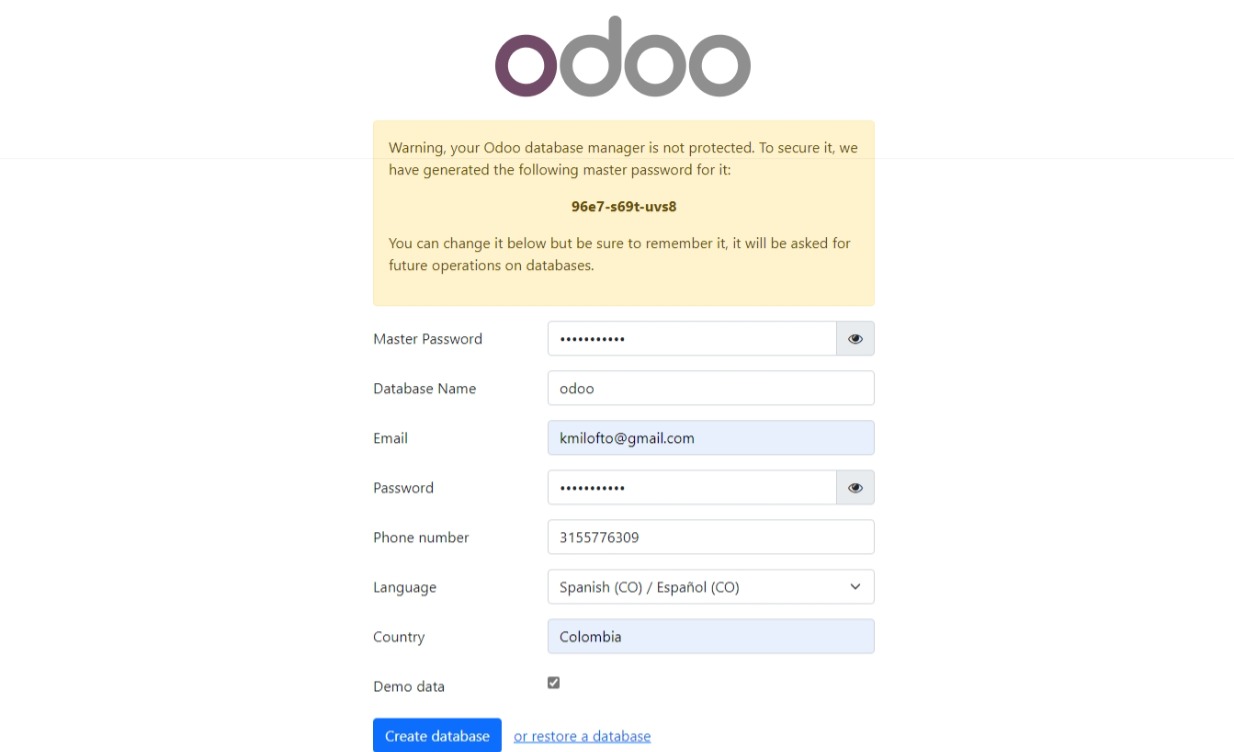 odoo
Warning, your Odoo database manager is not protected. To secure it, we
have generated the following master password for it:
96e7-s69t-uvs8
You can change it below but be sure to remember it, it will be asked for
future operations on databases.
Master Password •••••••••••
Database Name odoo
Email kmilofto@gmail.com
Password •••••••••••
Phone number 3155776309
Language Spanish (CO) / Español (CO)
Country Colombia
Demo data
Create database or restore a database